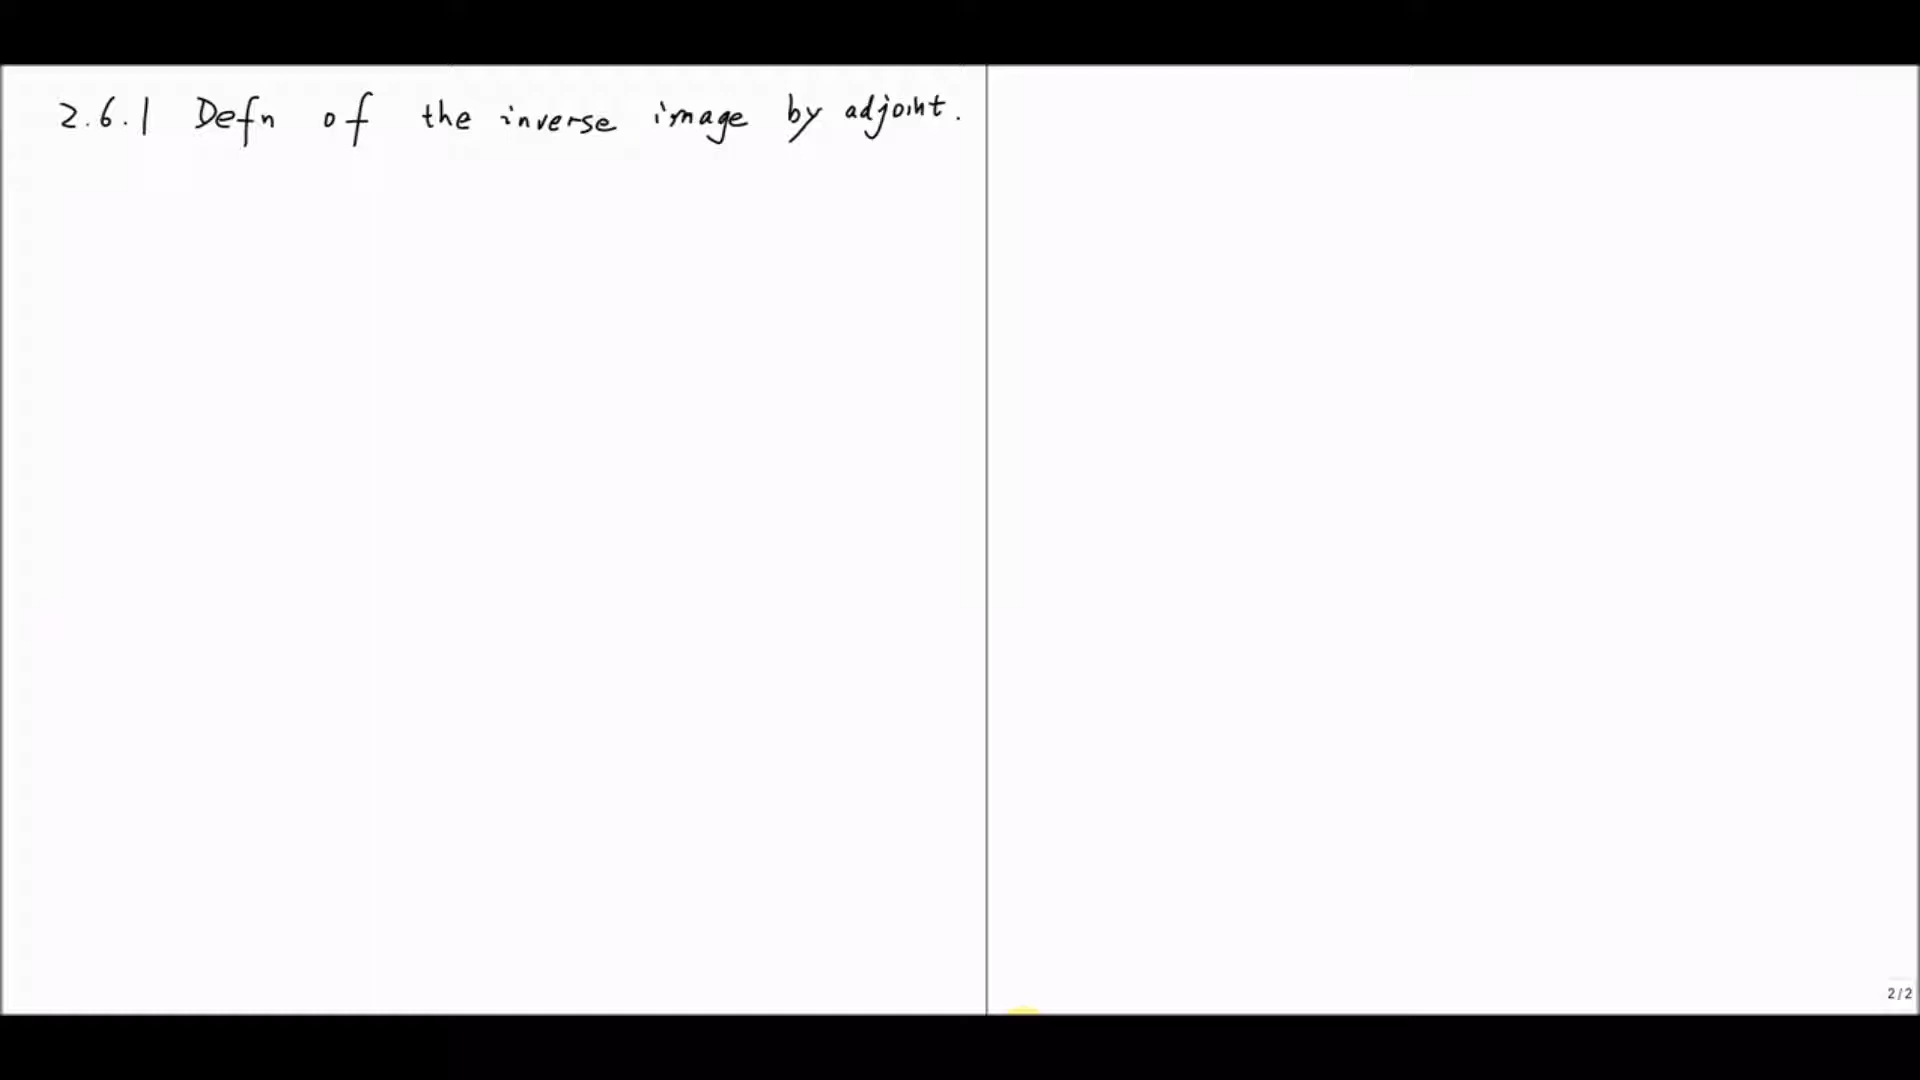 2.6.1 Defn of the inverse image by adjoint.
2/2